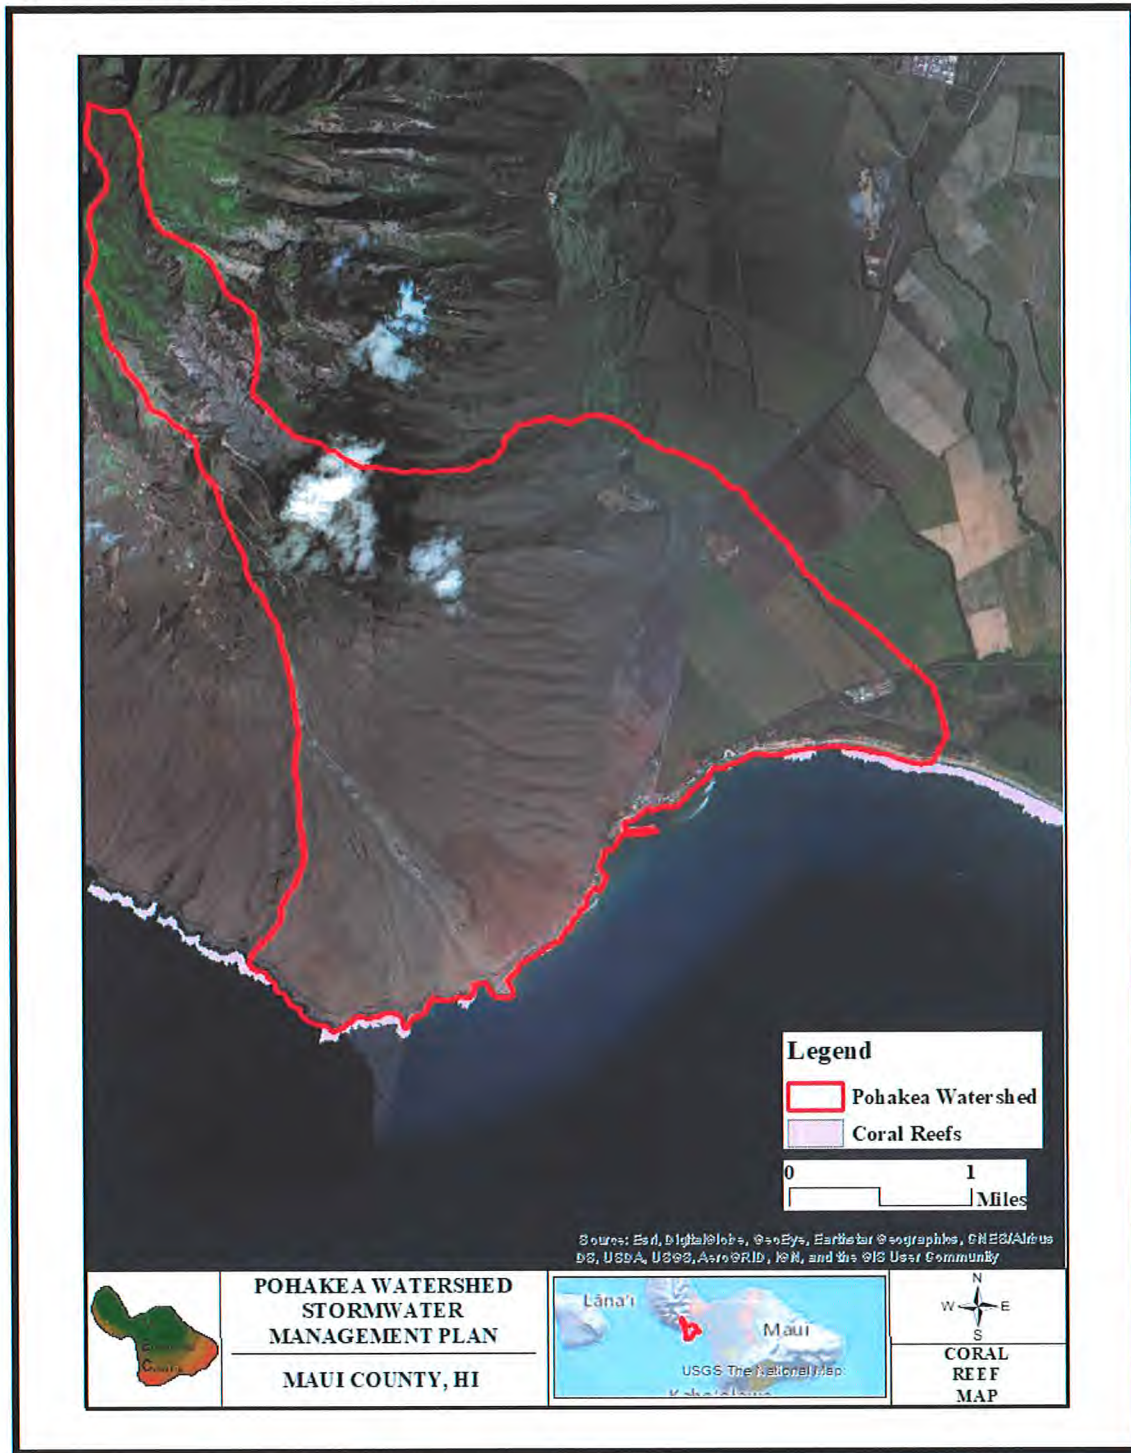 Legend
Pohakea Watershed
Coral Reefs
0 1
Miles
Source: Esri, DigitalGlobe, GeoEye, Earthstar Geographics, CNES/Airbus
DS, USDA, USGS, AeroGRID, IGN, and the GIS User Community
POHAKEA WATERSHED
STORMWATER
MANAGEMENT PLAN
MAUI COUNTY, HI
Lāna'i
Maui
USGS The National Map:
N
W E
S
CORAL
REEF
MAP